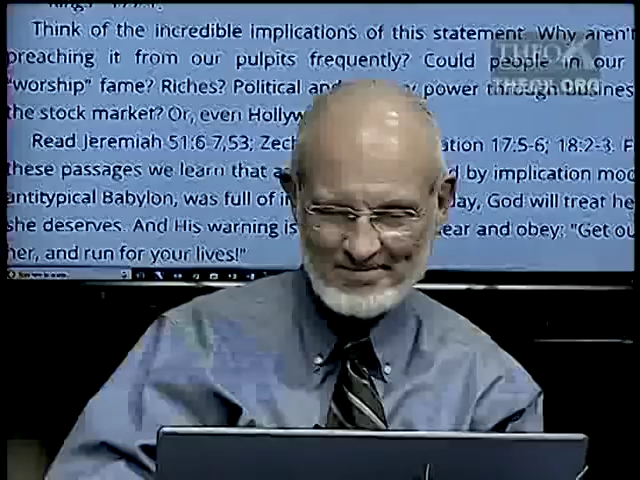 Think of the incredible implications of this statement. Why aren't
preaching it from our pulpits frequently? Could people in our
"worship" fame? Riches? Political and power through busines
the stock market? Or, even Hollyw
Read Jeremiah 51:6-7,53; Zech ation 17:5-6; 18:2-3. F
these passages we learn that a d by implication mod
antitypical Babylon, was full of in day, God will treat he
she deserves. And His warning is ear and obey: "Get ou
her, and run for your lives!"